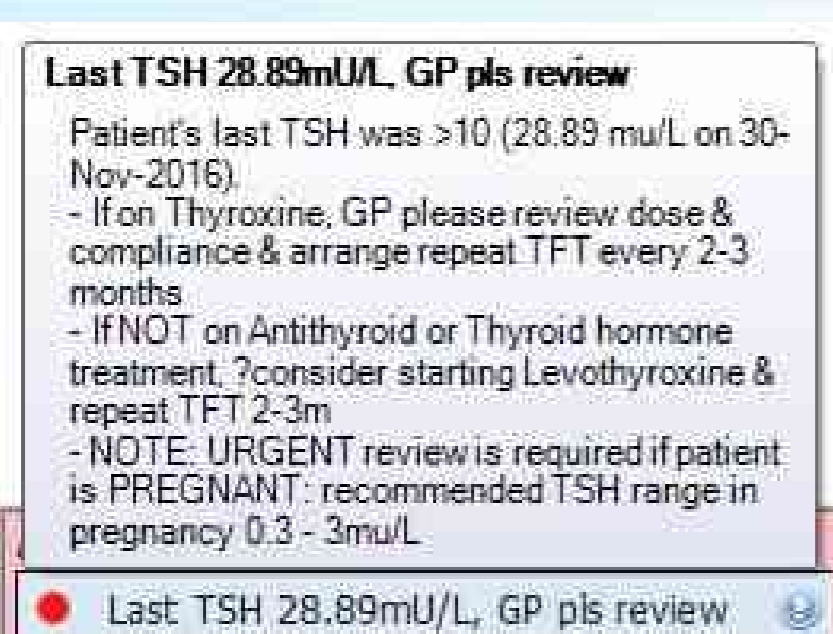 Last TSH 28.89mU/L, GP pls review
Patient's last TSH was >10 (28.89 mu/L on 30-
Nov-2016).
- If on Thyroxine, GP please review dose &
compliance & arrange repeat TFT every 2-3
months
- If NOT on Antithyroid or Thyroid hormone
treatment, ?consider starting Levothyroxine &
repeat TFT 2-3m
- NOTE: URGENT review is required if patient
is PREGNANT: recommended TSH range in
pregnancy 0.3 - 3mu/L
Last TSH 28.89mU/L, GP pls review